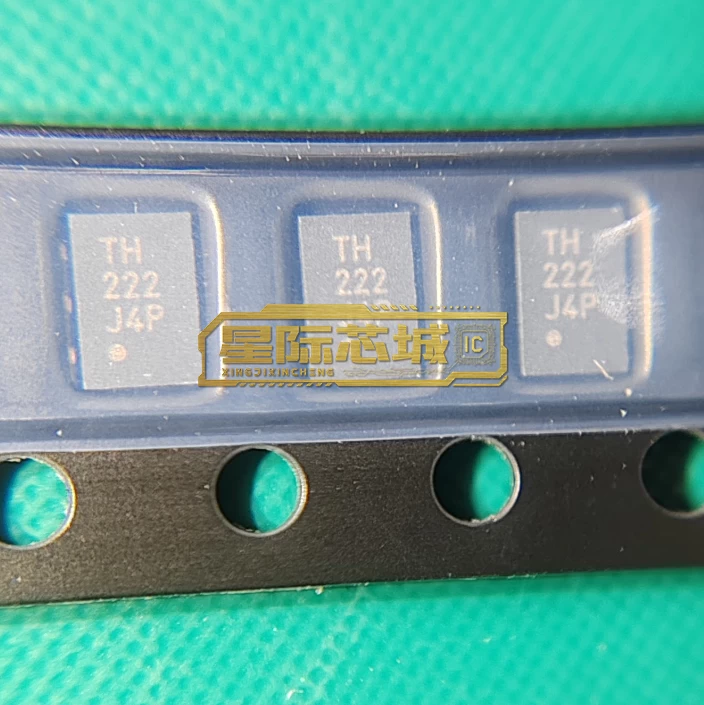 TH
222
J4P
TH
222
TH
222
J4P
星际芯城
IC
XINGJIXINCHENG